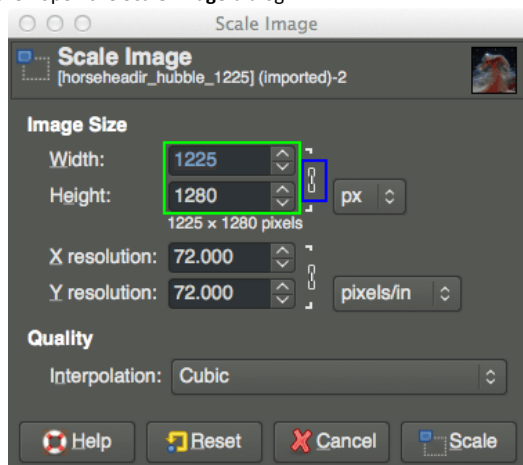 Scale Image
Scale Image
[horseheadir_hubble_1225] (imported)-2
Image Size
Width: 1225
Height: 1280 px
1225 × 1280 pixels
X resolution: 72.000
Y resolution: 72.000 pixels/in
Quality
Interpolation: Cubic
Help Reset Cancel Scale